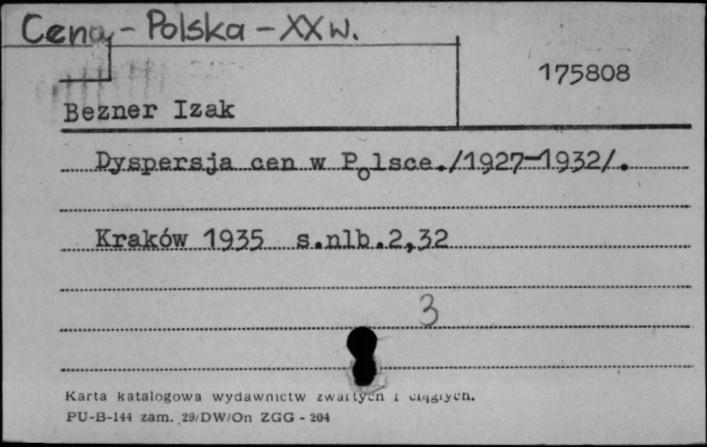 Cena - Polska - XX w.
175808
Bezner Izak
Dyspersja cen w Polsce./1927-1932/.
Kraków 1935 s.nlb.2,32
3
Karta katalogowa wydawnictw zwartych i ciągłych.
PU-B-144 zam. 29/DW/On ZGG - 204